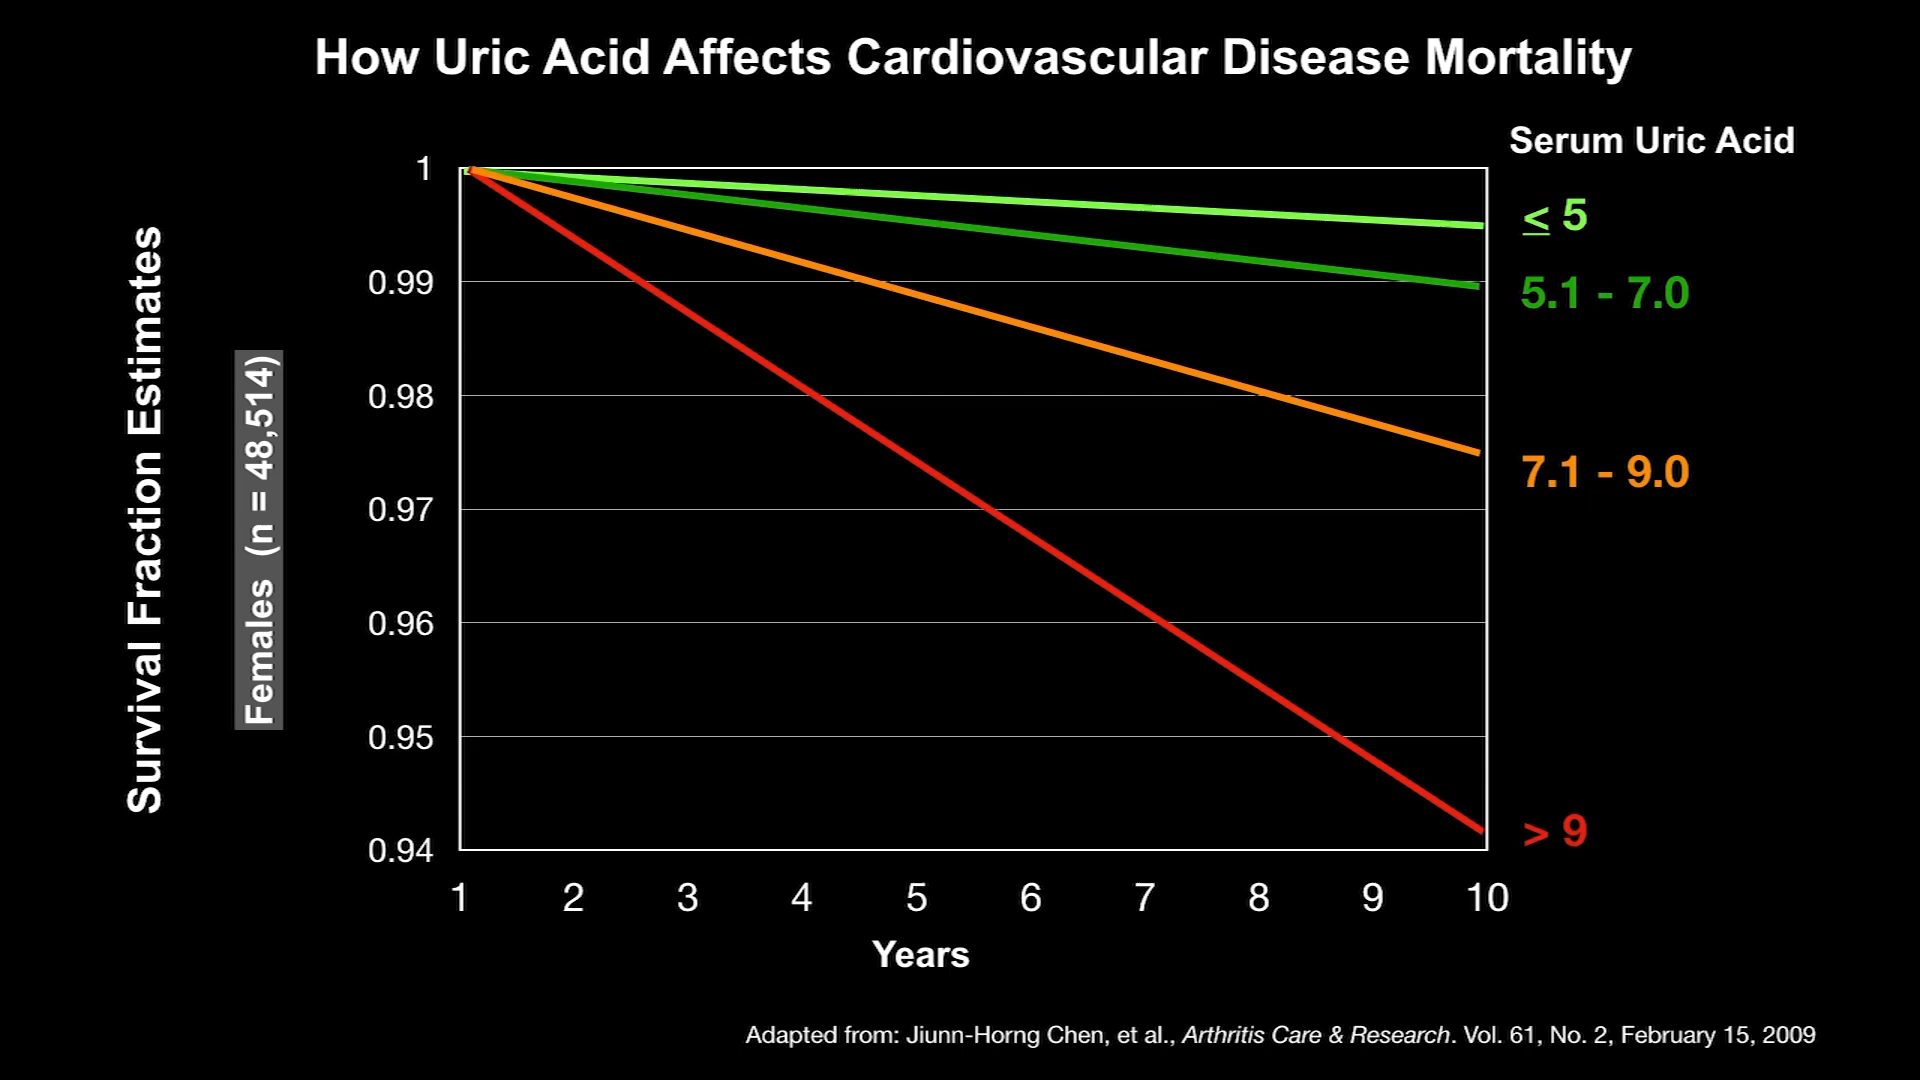 How Uric Acid Affects Cardiovascular Disease Mortality
Serum Uric Acid
≤ 5
5.1 - 7.0
7.1 - 9.0
> 9
Survival Fraction Estimates
Females (n = 48,514)
1
0.99
0.98
0.97
0.96
0.95
0.94
1 2 3 4 5 6 7 8 9 10
Years
Adapted from: Jiunn-Horng Chen, et al., Arthritis Care & Research. Vol. 61, No. 2, February 15, 2009